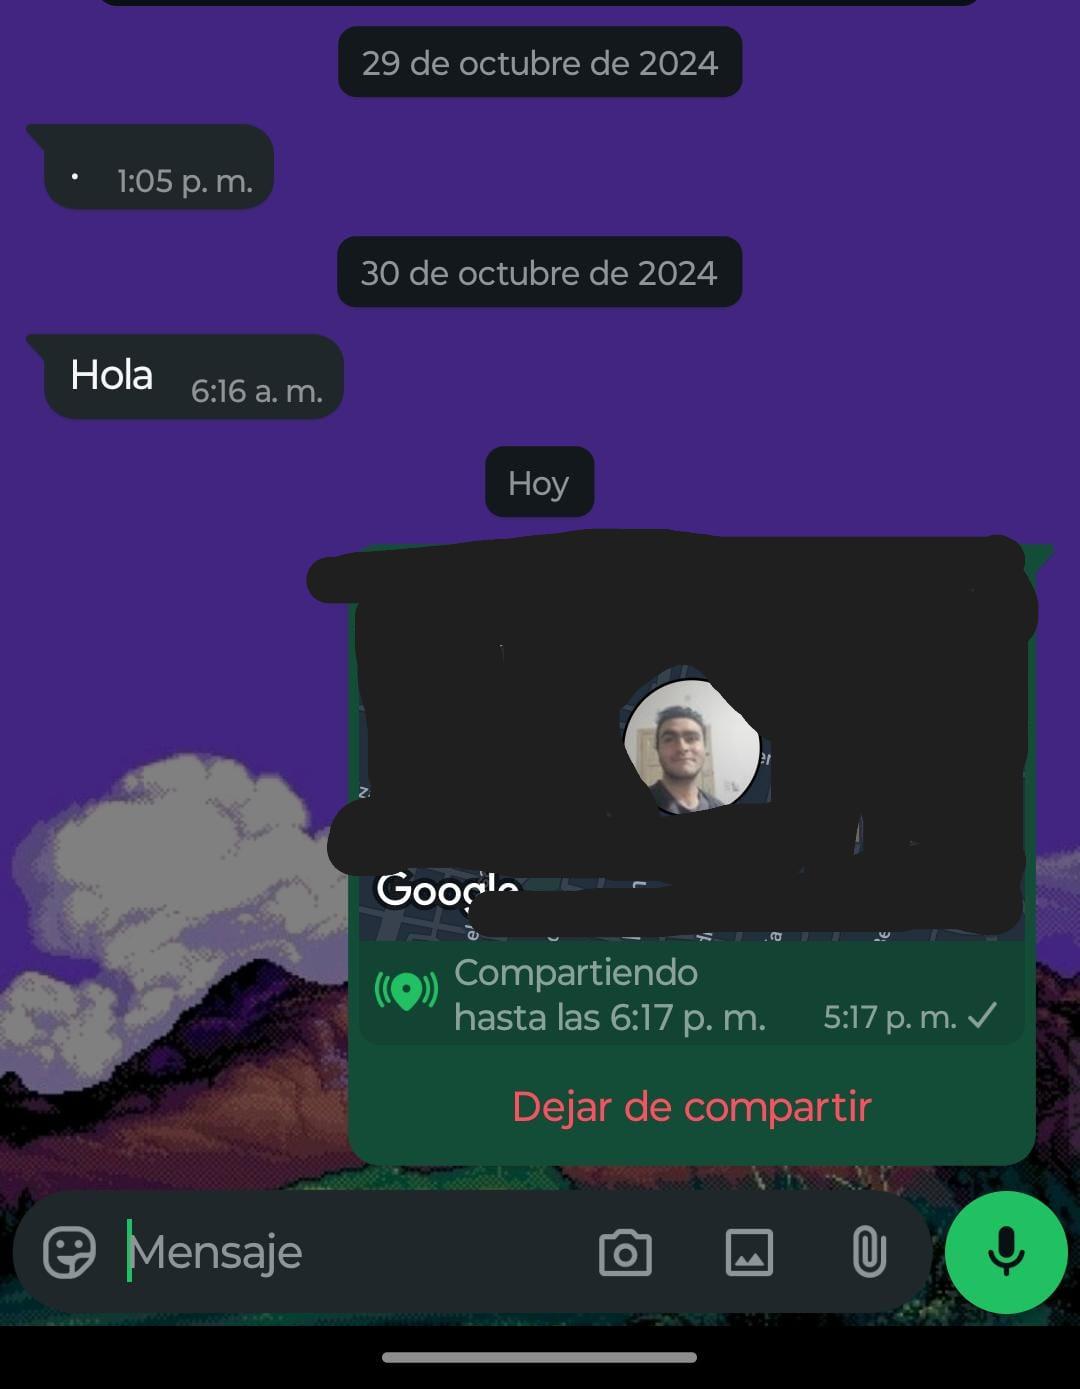 29 de octubre de 2024
. 1:05 p. m.
30 de octubre de 2024
Hola 6:16 a. m.
Hoy
Google
Compartiendo
hasta las 6:17 p. m. 5:17 p. m.
Dejar de compartir
Mensaje